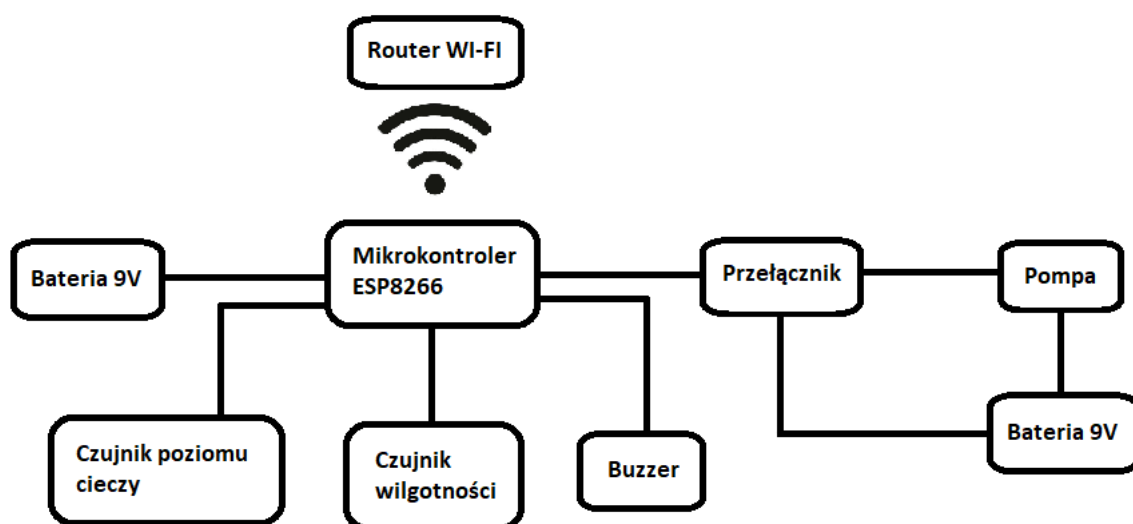 Router WI-FI
Mikrokontroler
ESP8266
Bateria 9V
Przełącznik
Pompa
Czujnik poziomu
cieczy
Czujnik
wilgotności
Buzzer
Bateria 9V